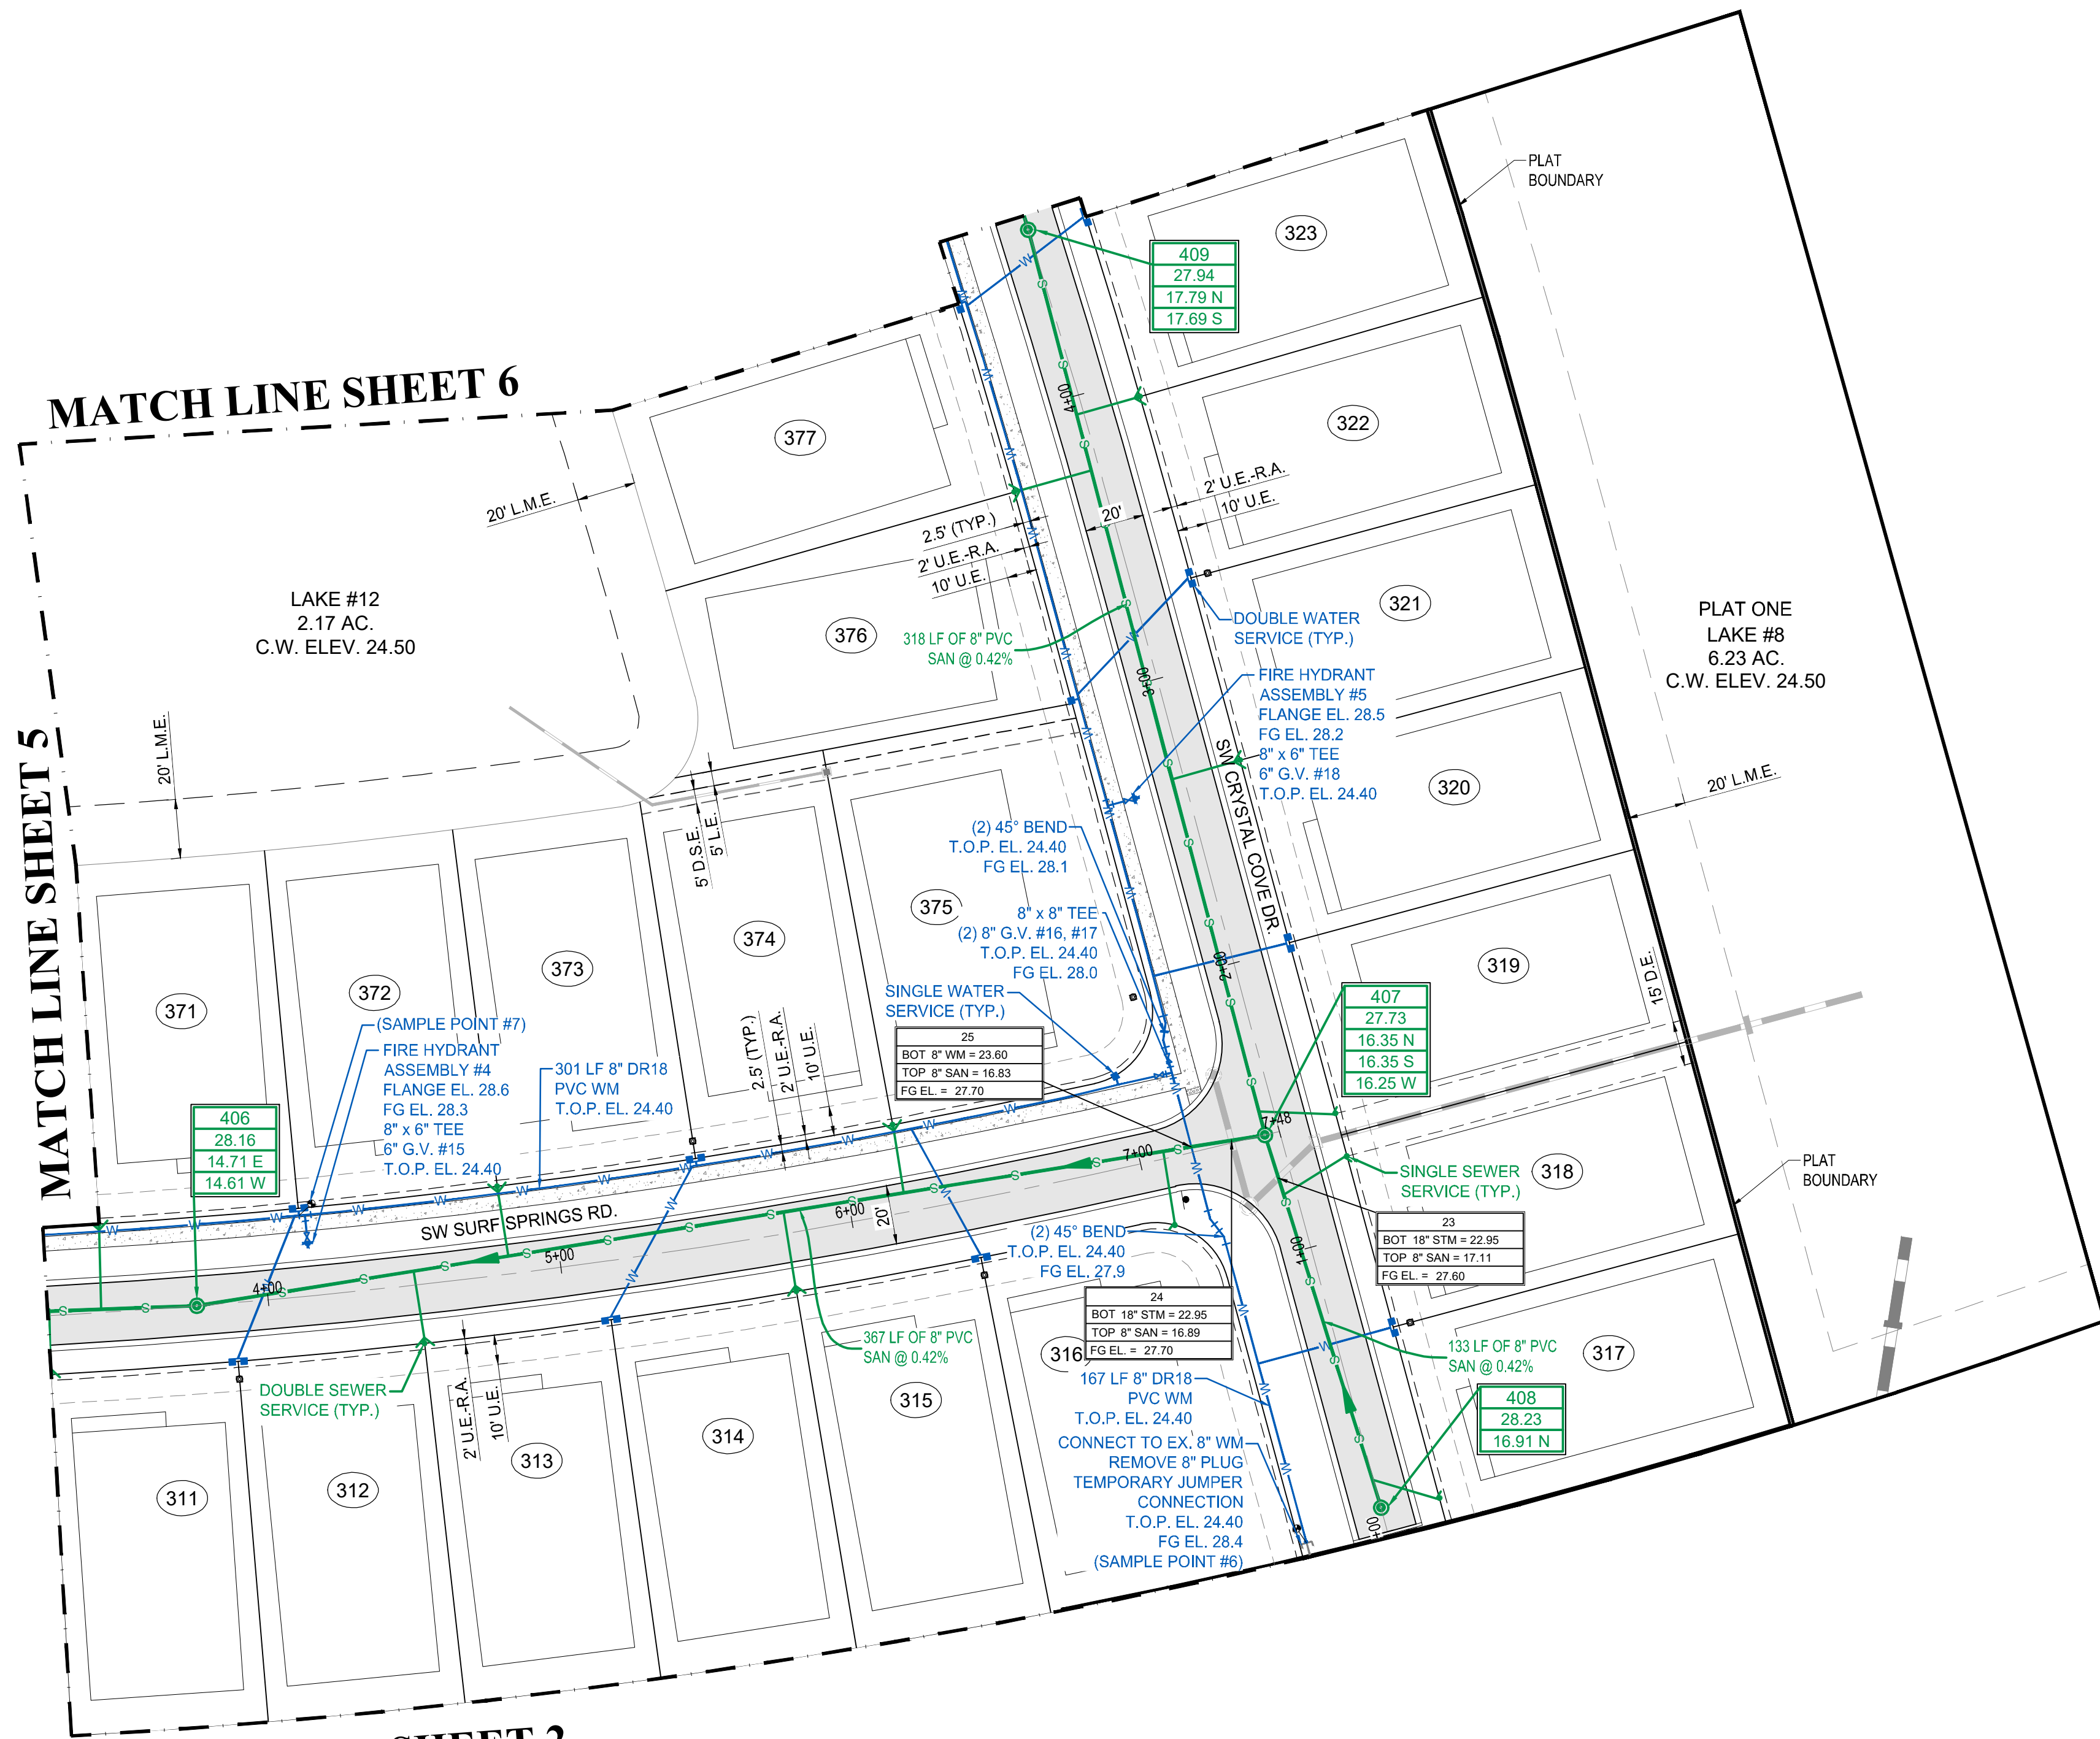 MATCH LINE SHEET 6
MATCH LINE SHEET 5
LAKE #12
2.17 AC.
C.W. ELEV. 24.50
20' L.M.E.
20' L.M.E.
PLAT
BOUNDARY
323
409
27.94
17.79 N
17.69 S
377
322
4+00
2' U.E.-R.A.
10' U.E.
20'
2.5' (TYP.)
2' U.E.-R.A.
10' U.E.
376
318 LF OF 8" PVC
SAN @ 0.42%
321
DOUBLE WATER
SERVICE (TYP.)
PLAT ONE
LAKE #8
6.23 AC.
C.W. ELEV. 24.50
3+00
FIRE HYDRANT
ASSEMBLY #5
FLANGE EL. 28.5
FG EL. 28.2
8" x 6" TEE
6" G.V. #18
T.O.P. EL. 24.40
SW CRYSTAL COVE DR.
320
20' L.M.E.
5' D.S.E.
5' L.E.
(2) 45° BEND
T.O.P. EL. 24.40
FG EL. 28.1
375
8" x 8" TEE
(2) 8" G.V. #16, #17
T.O.P. EL. 24.40
FG EL. 28.0
374
373
372
371
2+00
319
15' D.E.
SINGLE WATER
SERVICE (TYP.)
407
27.73
16.35 N
16.35 S
16.25 W
(SAMPLE POINT #7)
FIRE HYDRANT
ASSEMBLY #4
FLANGE EL. 28.6
FG EL. 28.3
8" x 6" TEE
6" G.V. #15
T.O.P. EL. 24.40
301 LF 8" DR18
PVC WM
T.O.P. EL. 24.40
2.5' (TYP.)
2' U.E.-R.A.
10' U.E.
25
BOT 8" WM = 23.60
TOP 8" SAN = 16.83
FG EL. = 27.70
406
28.16
14.71 E
14.61 W
7+48
7+00
SINGLE SEWER
SERVICE (TYP.)
318
PLAT
BOUNDARY
SW SURF SPRINGS RD.
6+00
20'
5+00
4+00
(2) 45° BEND
T.O.P. EL. 24.40
FG EL. 27.9
1+00
23
BOT 18" STM = 22.95
TOP 8" SAN = 17.11
FG EL. = 27.60
24
BOT 18" STM = 22.95
TOP 8" SAN = 16.89
FG EL. = 27.70
367 LF OF 8" PVC
SAN @ 0.42%
316
133 LF OF 8" PVC
SAN @ 0.42%
317
DOUBLE SEWER
SERVICE (TYP.)
2' U.E.-R.A.
10' U.E.
315
314
313
312
311
167 LF 8" DR18
PVC WM
T.O.P. EL. 24.40
408
28.23
16.91 N
CONNECT TO EX. 8" WM
REMOVE 8" PLUG
TEMPORARY JUMPER
CONNECTION
T.O.P. EL. 24.40
FG EL. 28.4
(SAMPLE POINT #6)
+00
SHEET 2